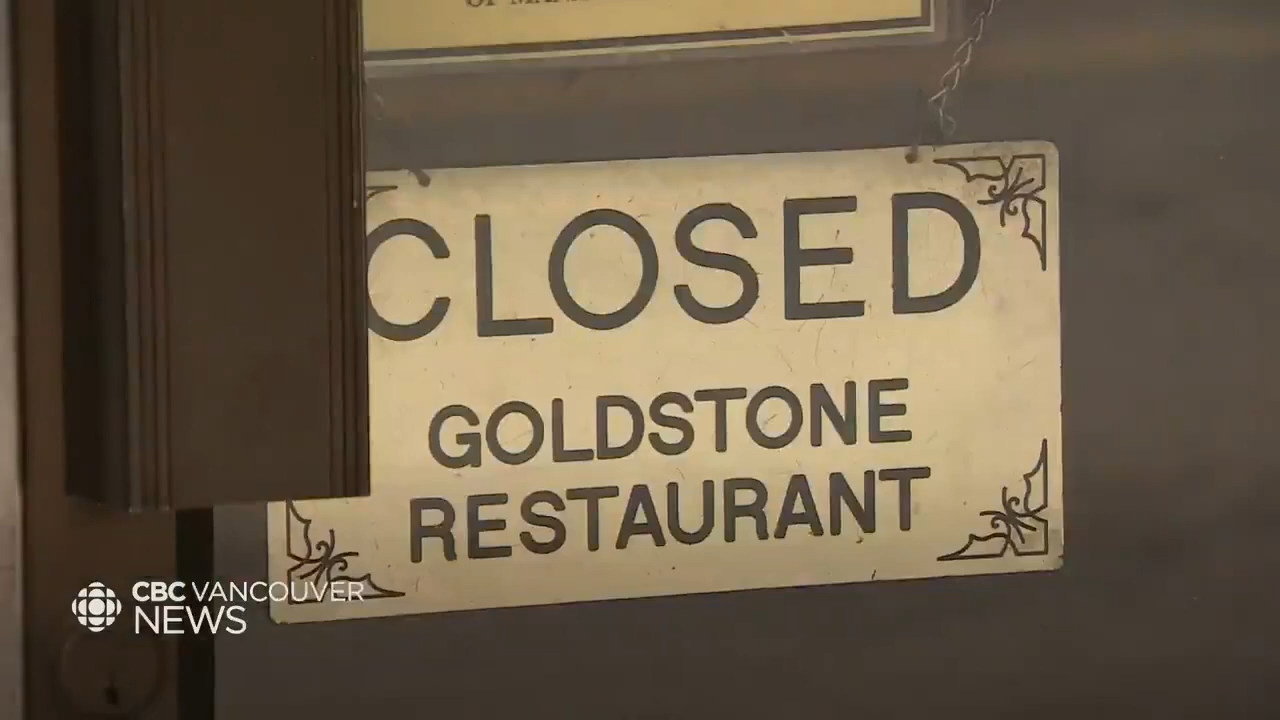 CLOSED
GOLDSTONE
RESTAURANT
CBC VANCOUVER
NEWS